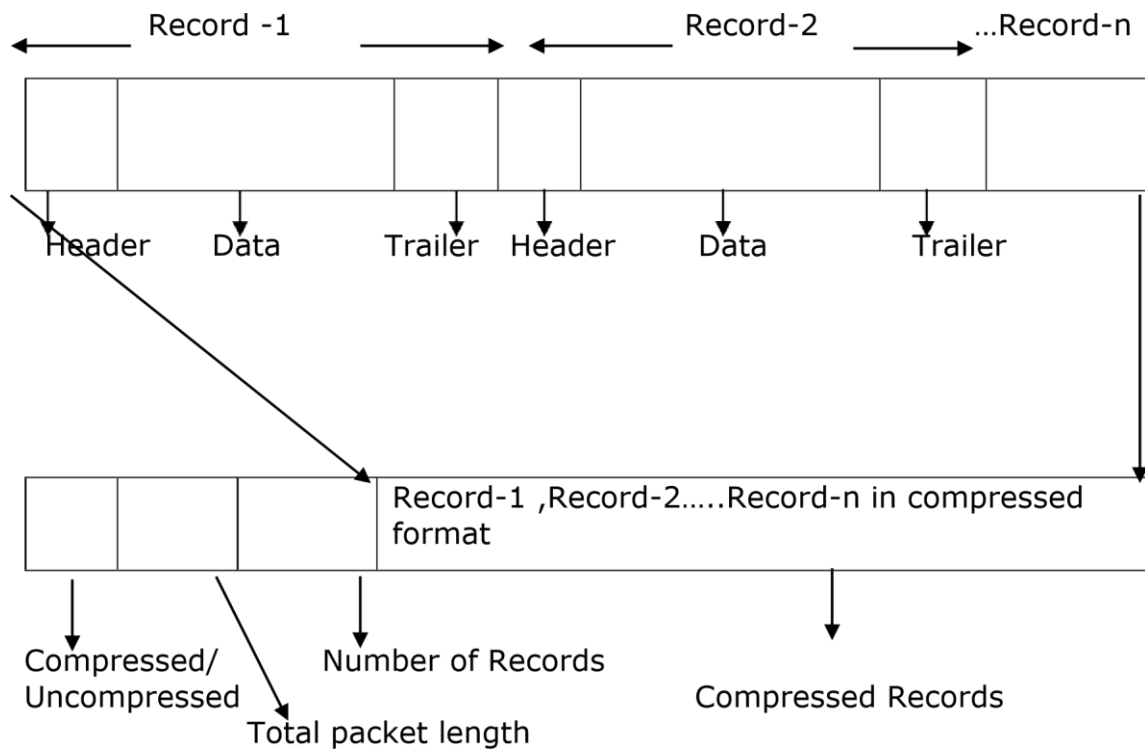 Record -1
Record-2
...Record-n
Header
Data
Trailer
Header
Data
Trailer
Record-1 ,Record-2.....Record-n in compressed
format
Compressed/
Uncompressed
Number of Records
Compressed Records
Total packet length